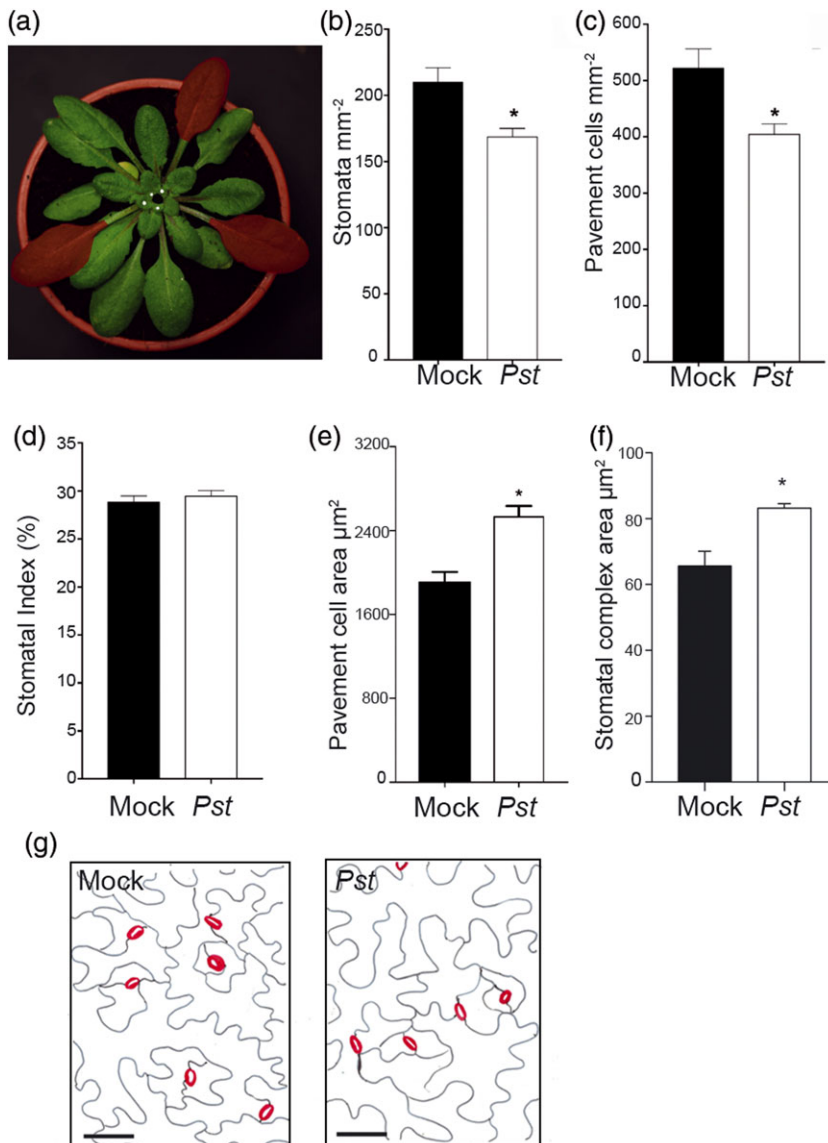 (a)
(b)
Stomata mm⁻²
250
200
150
100
50
0
*
Mock Pst
(c)
Pavement cells mm⁻²
600
500
400
300
200
100
0
*
Mock Pst
(d)
Stomatal Index (%)
35
30
25
20
15
10
5
0
Mock Pst
(e)
Pavement cell area µm²
3200
2400
1600
800
0
*
Mock Pst
(f)
Stomatal complex area µm²
100
80
60
40
20
0
*
Mock Pst
(g)
Mock
Pst